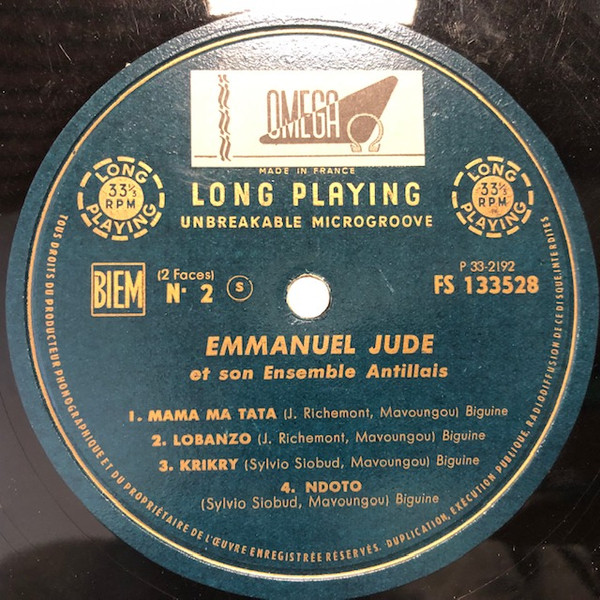 OMEGA
MADE IN FRANCE
LONG PLAYING
UNBREAKABLE MICROGROOVE
LONG PLAYING
33⅓
RPM
LONG PLAYING
33⅓
RPM
BIEM
(2 Faces)
N· 2
S
P 33-2192
FS 133528
EMMANUEL JUDE
et son Ensemble Antillais
1. MAMA MA TATA (J. Richemont, Mavoungou) Biguine
2. LOBANZO (J. Richemont, Mavoungou) Biguine
3. KRIKRY (Sylvio Siobud, Mavoungou) Biguine
4. NDOTO
(Sylvio Siobud, Mavoungou) Biguine
TOUS DROITS DU PRODUCTEUR PHONOGRAPHIQUE ET DU PROPRIÉTAIRE DE L'ŒUVRE ENREGISTRÉE RÉSERVÉS. DUPLICATION, EXÉCUTION PUBLIQUE, RADIODIFFUSION DE CE DISQUE INTERDITES